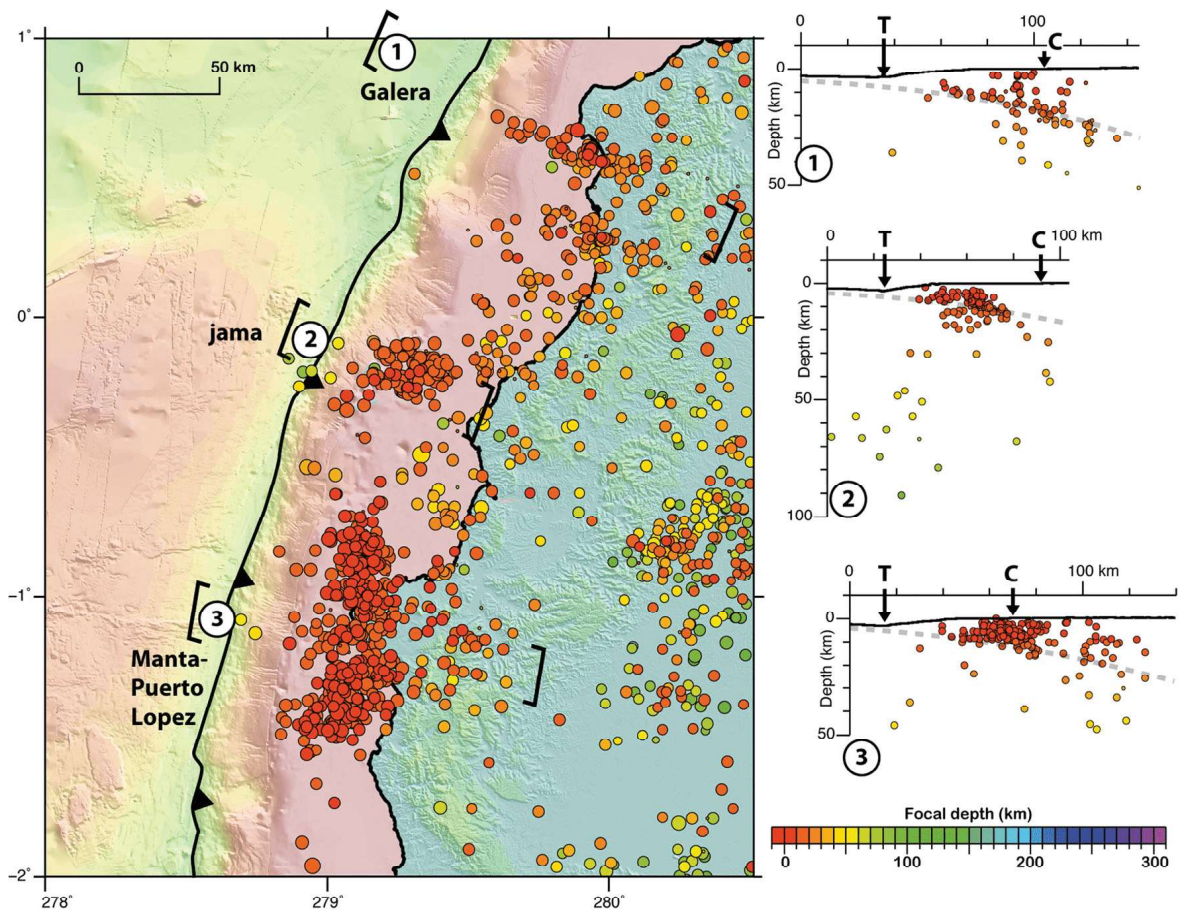 1°
0°
−1°
−2°
278°
279°
280°
0
50 km
1
Galera
jama
2
3
Manta-
Puerto
Lopez
0
100
T
C
0
50
Depth (km)
1
0
100 km
T
C
0
50
100
Depth (km)
2
0
100 km
T
C
0
50
Depth (km)
3
Focal depth (km)
0
100
200
300